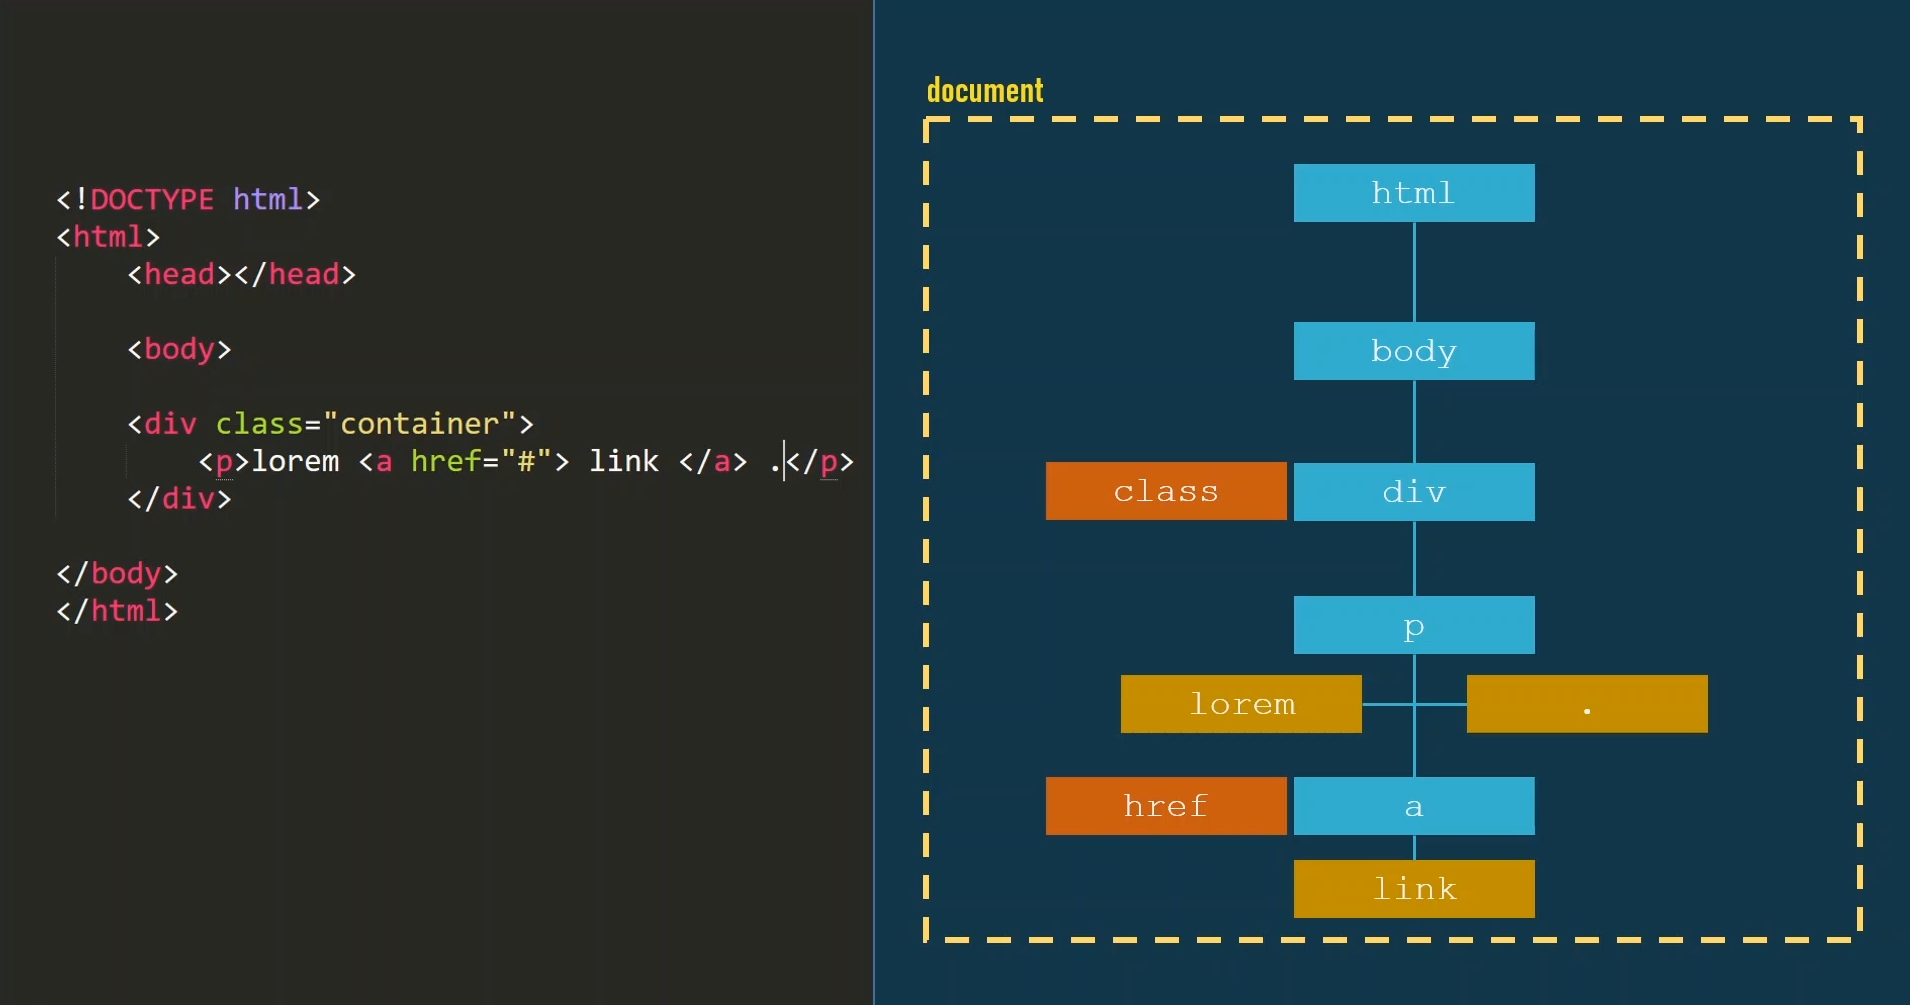 <!DOCTYPE html>
<html>
<head></head>
<body>
<div class="container">
<p>lorem <a href="#"> link </a> .</p>
</div>
</body>
</html>
document
html
body
class div
p
lorem .
href a
link